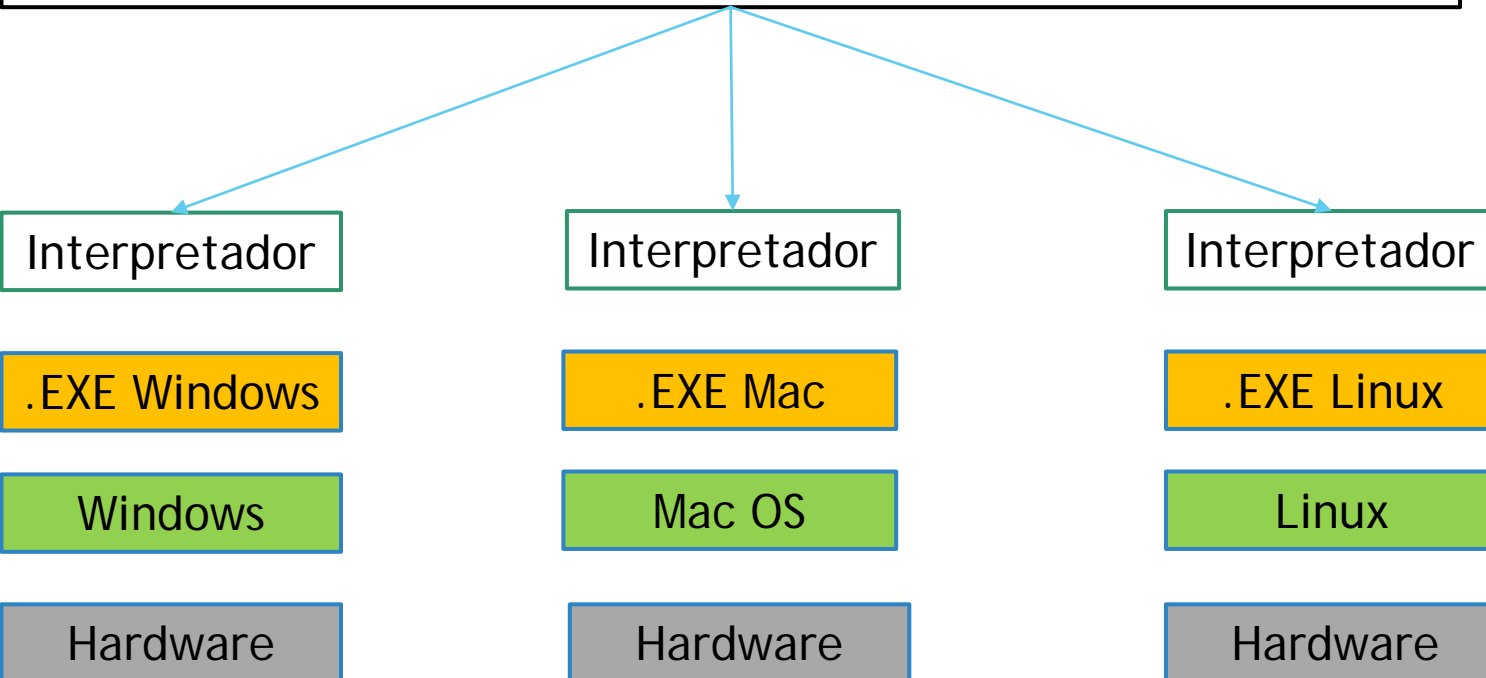 Interpretador Interpretador Interpretador
.EXE Windows .EXE Mac .EXE Linux
Windows Mac OS Linux
Hardware Hardware Hardware